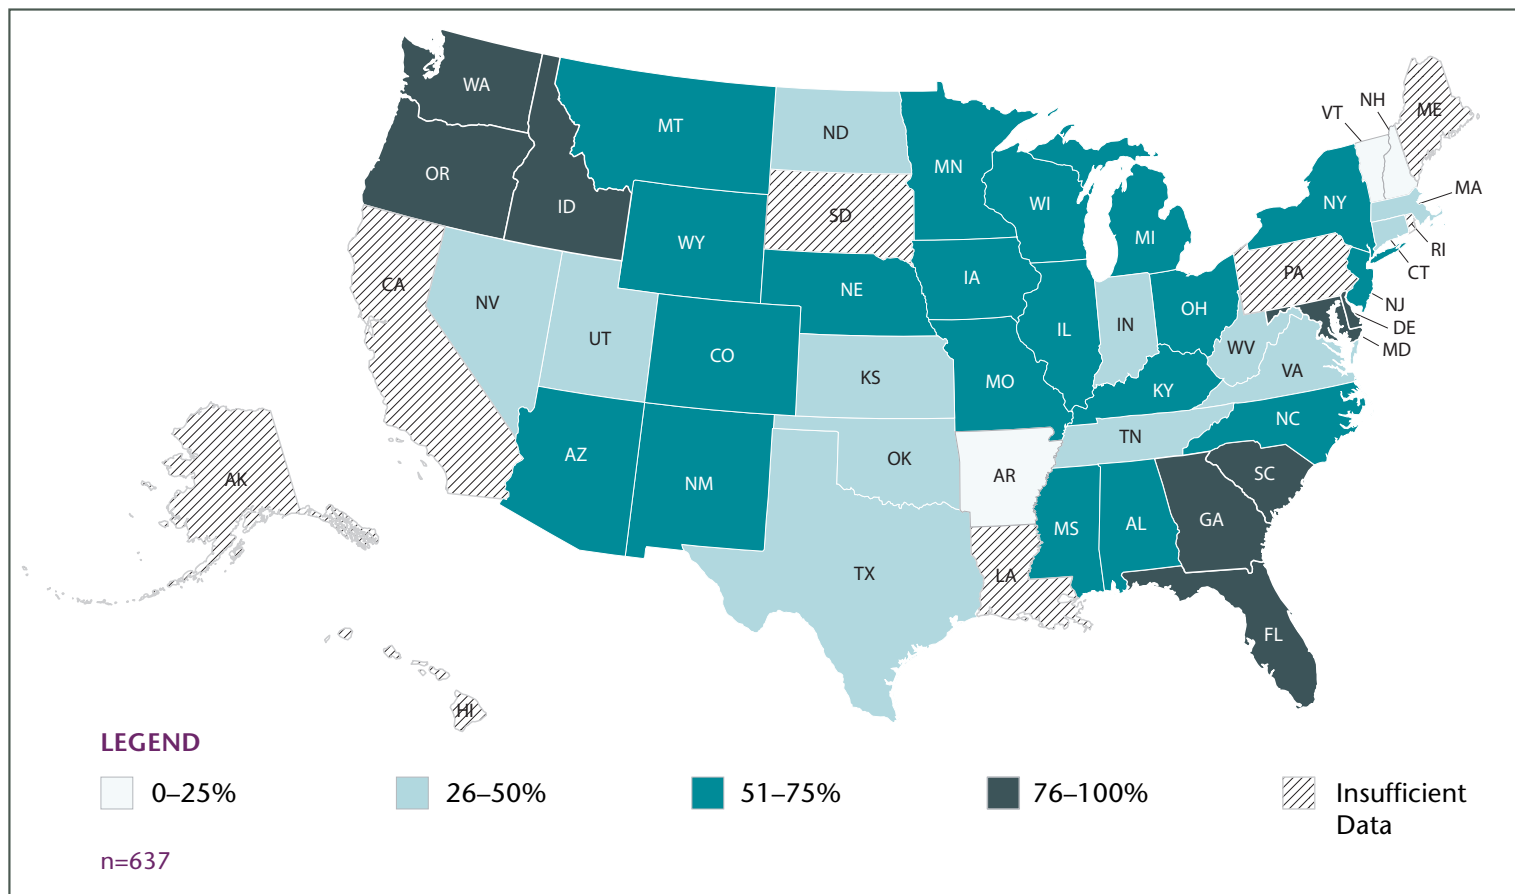 WA
MT
ND
MN
VT
NH
ME
OR
ID
WY
SD
WI
MI
NY
MA
RI
CT
CA
NV
UT
CO
NE
IA
IL
IN
OH
PA
NJ
DE
MD
KS
MO
KY
WV
VA
AZ
NM
OK
AR
TN
NC
SC
AK
TX
LA
MS
AL
GA
FL
HI
LEGEND
0–25%
26–50%
51–75%
76–100%
Insufficient
Data
n=637